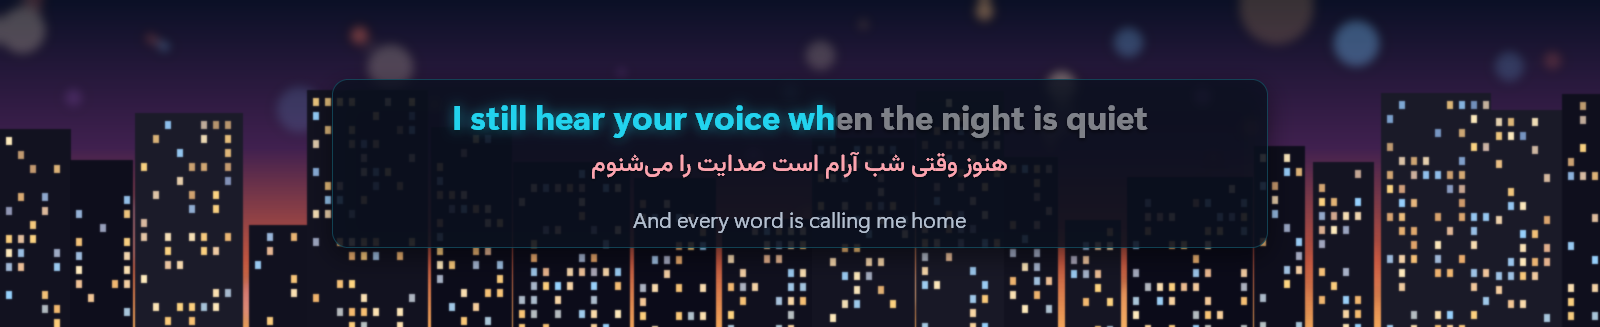 I still hear your voice when the night is quiet
هنوز وقتی شب آرام است صدایت را می‌شنوم
And every word is calling me home